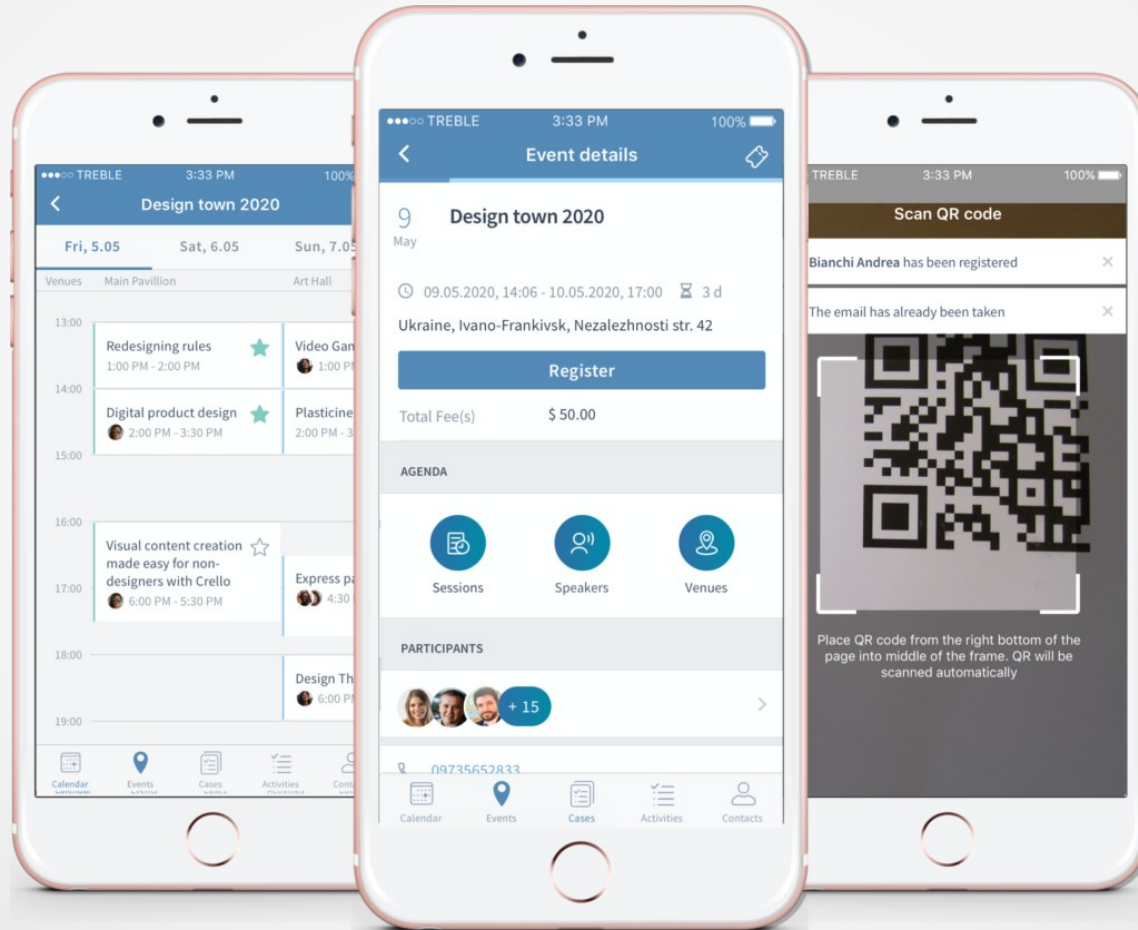 TREBLE 3:33 PM 100%
Design town 2020
Fri, 5.05 Sat, 6.05 Sun, 7.05
Venues Main Pavillion Art Hall
13:00
Redesigning rules
1:00 PM - 2:00 PM
Video Gan
1:00 PM
14:00
Digital product design
2:00 PM - 3:30 PM
Plasticine
2:00 PM - 3
15:00
16:00
Visual content creation
made easy for non-
designers with Crello
6:00 PM - 5:30 PM
17:00
Express pa
4:30
18:00
Design Th
6:00 PM
19:00
Calendar Events Cases Activities Cont
TREBLE 3:33 PM 100%
Event details
9
May
Design town 2020
09.05.2020, 14:06 - 10.05.2020, 17:00 3 d
Ukraine, Ivano-Frankivsk, Nezalezhnosti str. 42
Register
Total Fee(s) $ 50.00
AGENDA
Sessions Speakers Venues
PARTICIPANTS
+ 15
09735652833
Calendar Events Cases Activities Contacts
TREBLE 3:33 PM 100%
Scan QR code
Bianchi Andrea has been registered
The email has already been taken
Place QR code from the right bottom of the
page into middle of the frame. QR will be
scanned automatically